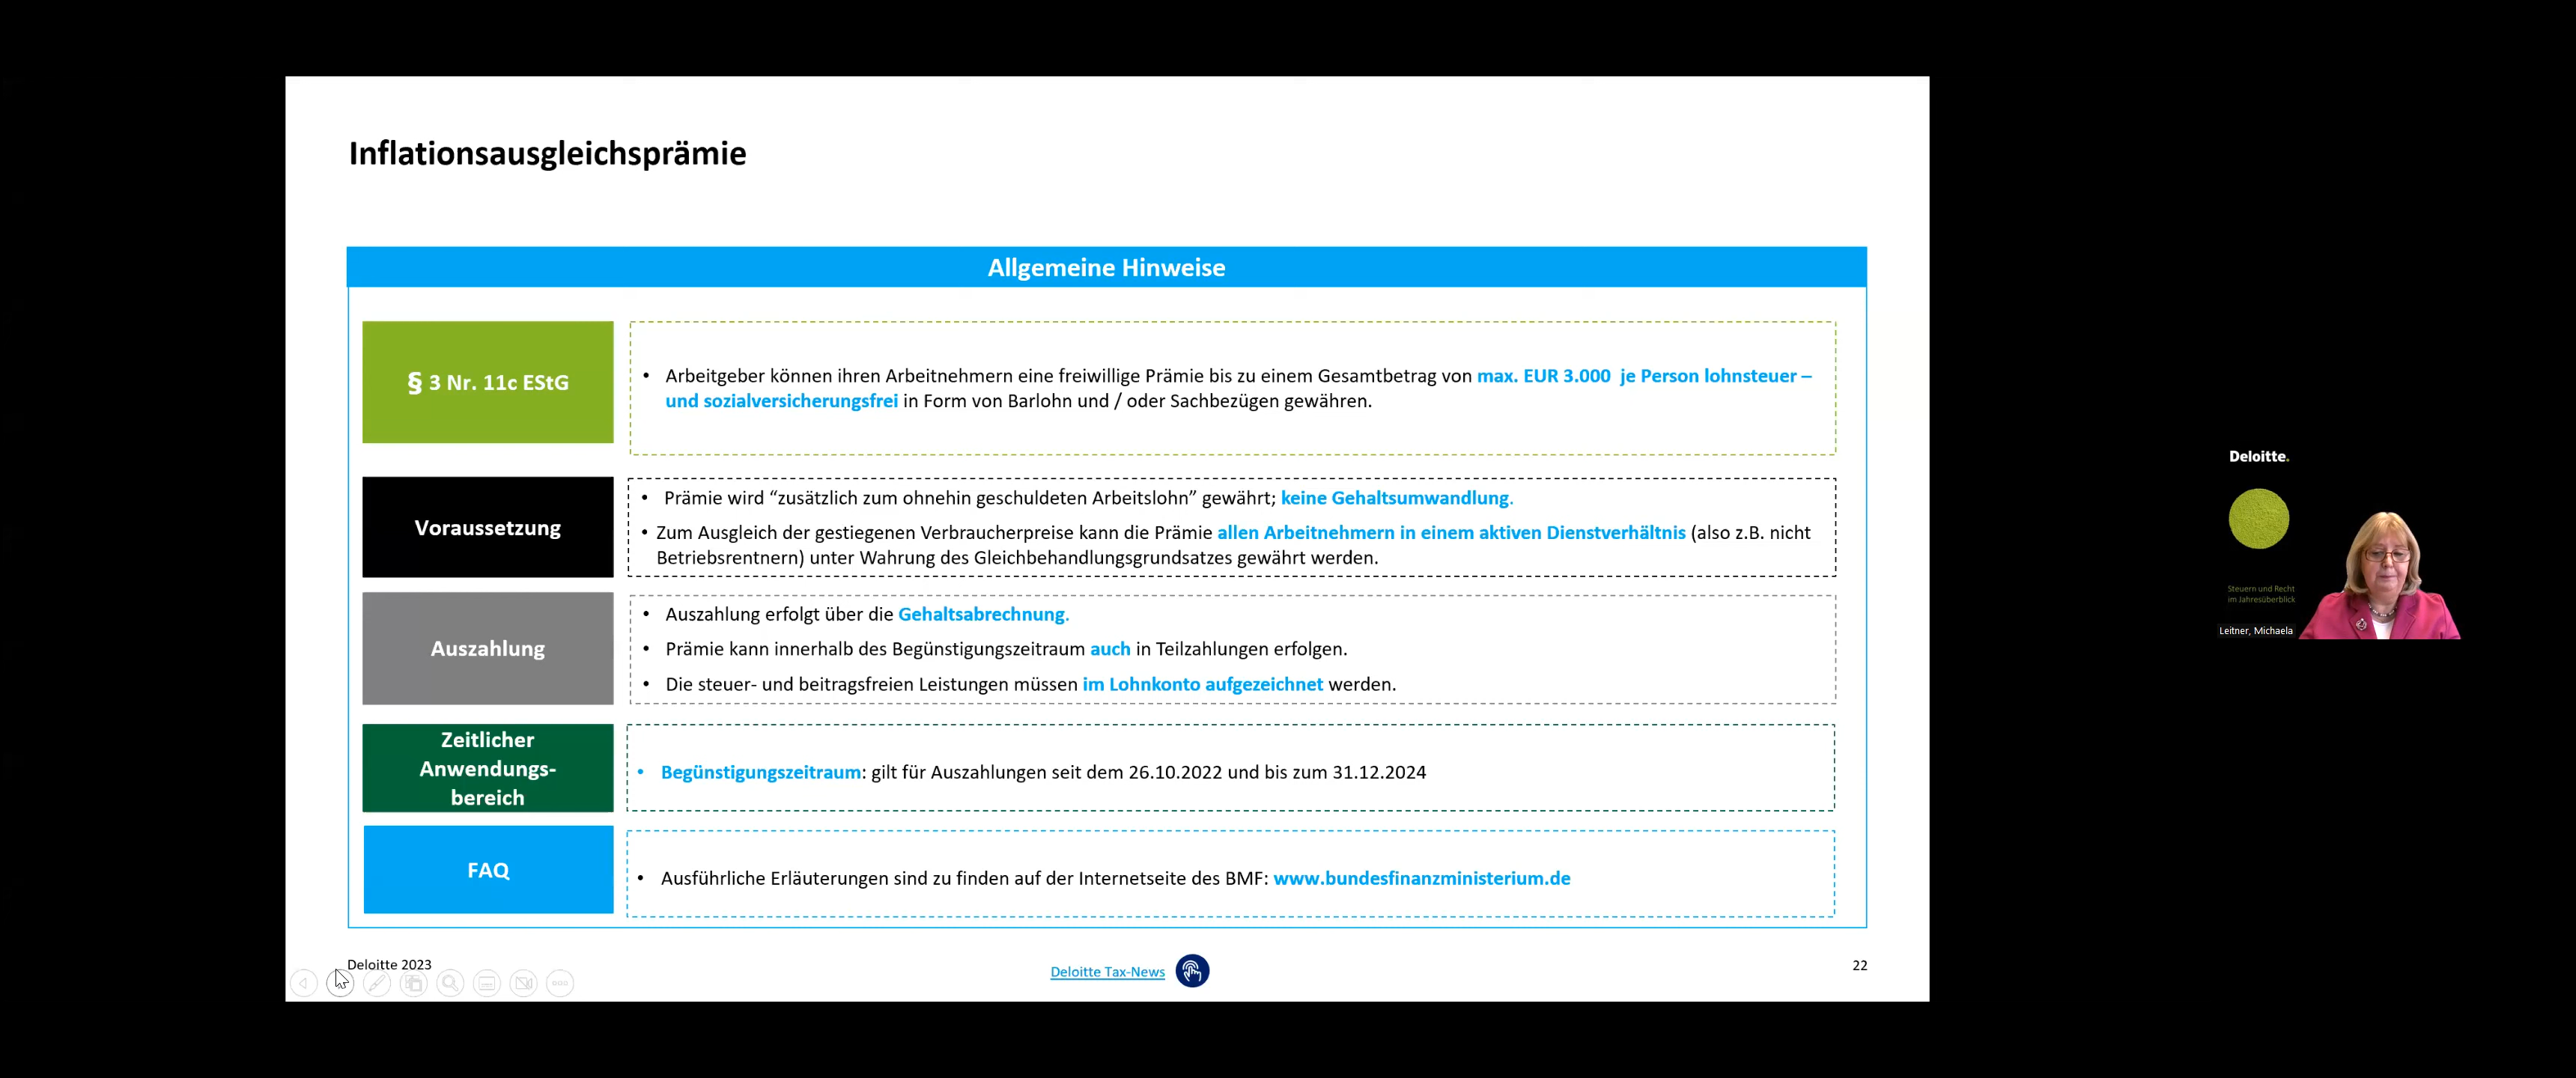 Inflationsausgleichsprämie
Allgemeine Hinweise
§ 3 Nr. 11c EStG
• Arbeitgeber können ihren Arbeitnehmern eine freiwillige Prämie bis zu einem Gesamtbetrag von max. EUR 3.000 je Person lohnsteuer –
und sozialversicherungsfrei in Form von Barlohn und / oder Sachbezügen gewähren.
Voraussetzung
• Prämie wird “zusätzlich zum ohnehin geschuldeten Arbeitslohn” gewährt; keine Gehaltsumwandlung.
• Zum Ausgleich der gestiegenen Verbraucherpreise kann die Prämie allen Arbeitnehmern in einem aktiven Dienstverhältnis (also z.B. nicht
Betriebsrentnern) unter Wahrung des Gleichbehandlungsgrundsatzes gewährt werden.
Auszahlung
• Auszahlung erfolgt über die Gehaltsabrechnung.
• Prämie kann innerhalb des Begünstigungszeitraum auch in Teilzahlungen erfolgen.
• Die steuer- und beitragsfreien Leistungen müssen im Lohnkonto aufgezeichnet werden.
Zeitlicher
Anwendungs-
bereich
• Begünstigungszeitraum: gilt für Auszahlungen seit dem 26.10.2022 und bis zum 31.12.2024
FAQ
• Ausführliche Erläuterungen sind zu finden auf der Internetseite des BMF: www.bundesfinanzministerium.de
Deloitte 2023
Deloitte Tax-News
22
Deloitte.
Steuern und Recht
im Jahresüberblick
Leitner, Michaela